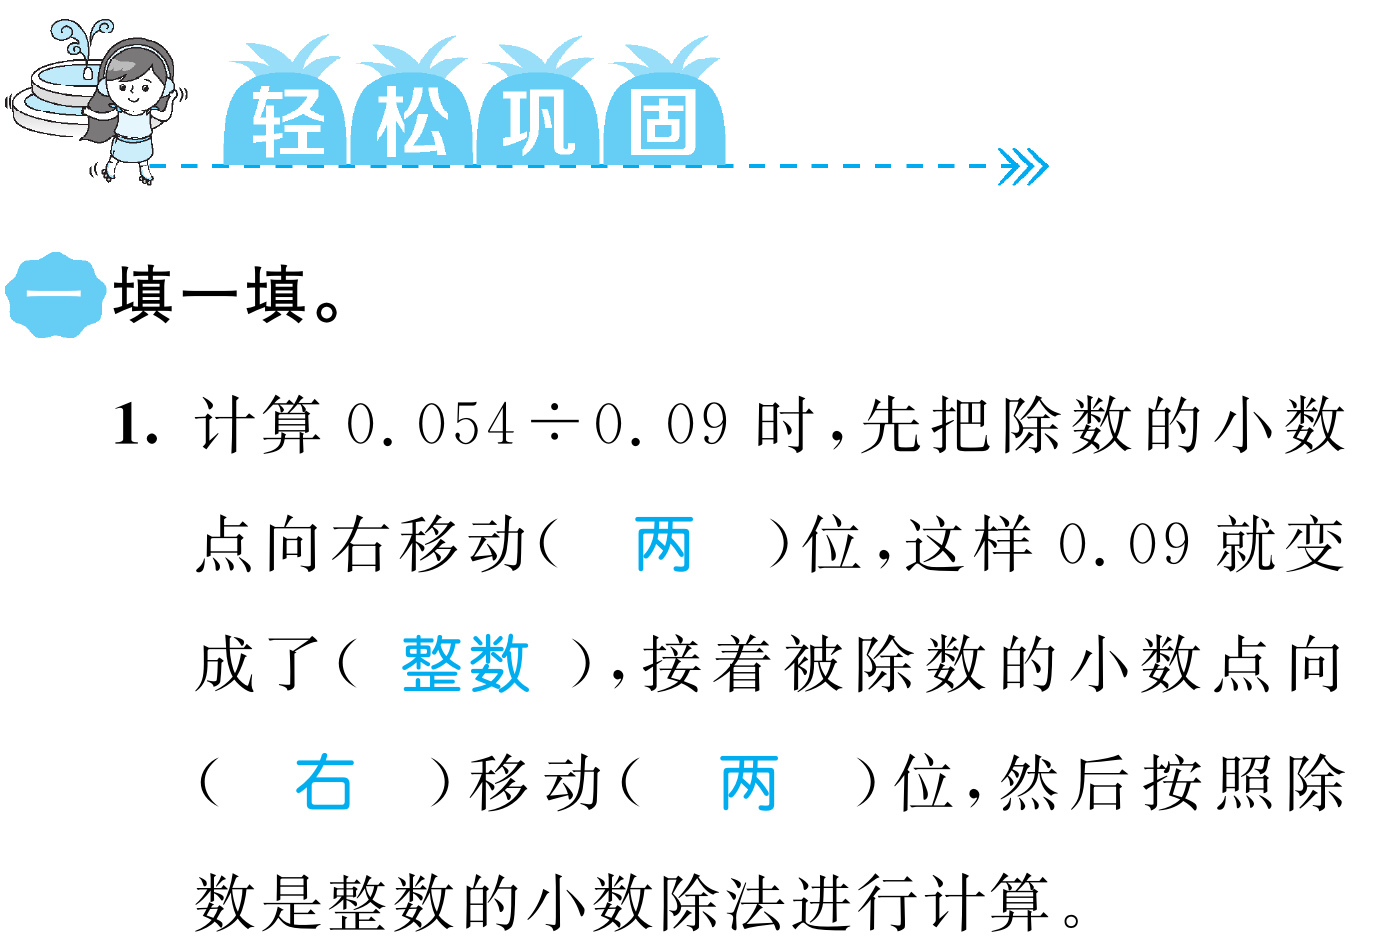 轻松巩固
一 填一填。
1. 计算 0.054÷0.09 时,先把除数的小数
点向右移动( 两 )位,这样 0.09 就变
成了( 整数 ),接着被除数的小数点向
( 右 )移动( 两 )位,然后按照除
数是整数的小数除法进行计算。